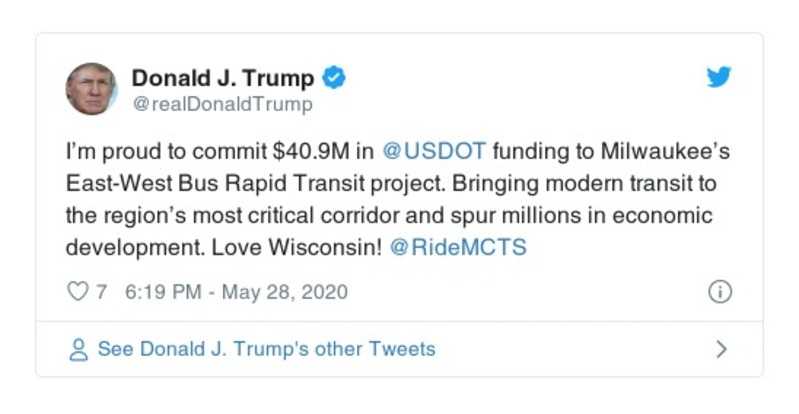 Donald J. Trump
@realDonaldTrump
I’m proud to commit $40.9M in @USDOT funding to Milwaukee’s
East-West Bus Rapid Transit project. Bringing modern transit to
the region’s most critical corridor and spur millions in economic
development. Love Wisconsin! @RideMCTS
7 6:19 PM - May 28, 2020
See Donald J. Trump's other Tweets